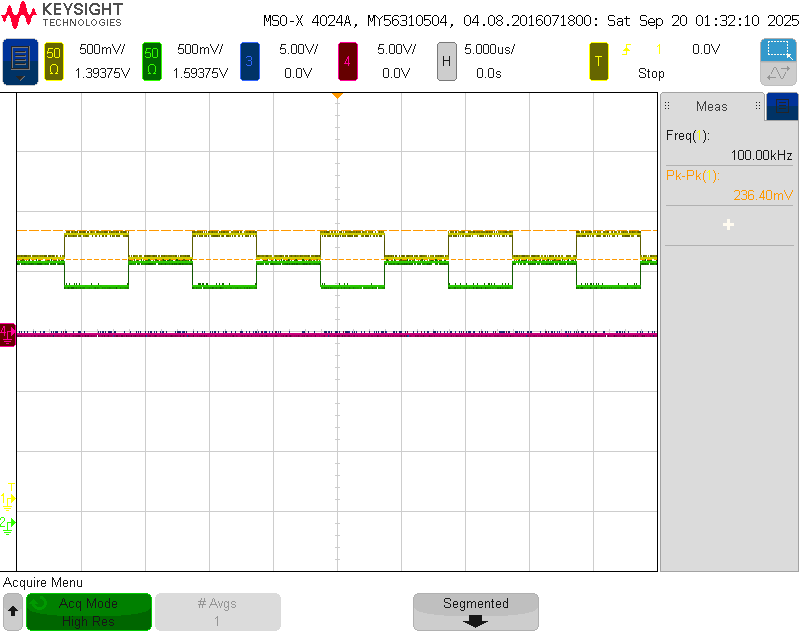 KEYSIGHT
TECHNOLOGIES
MSO-X 4024A, MY56310504, 04.08.2016071800: Sat Sep 20 01:32:10 2025
50 Ω 500mV/ 1.39375V
50 Ω 500mV/ 1.59375V
3 5.00V/ 0.0V
4 5.00V/ 0.0V
H 5.000us/ 0.0s
T 1 0.0V
Stop
Meas
Freq( ):
100.00kHz
Pk-Pk( ):
236.40mV
4
T
1
2
Acquire Menu
Acq Mode
High Res
# Avgs
1
Segmented